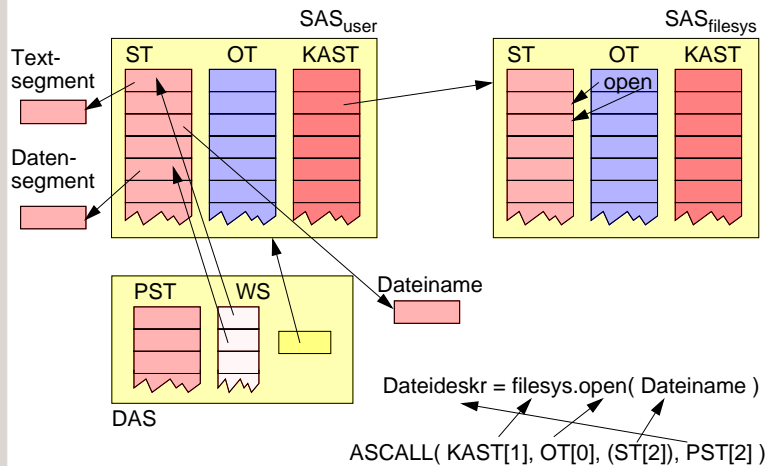 SASuser
ST OT KAST
Text-
segment
Daten-
segment
SASfilesys
ST OT KAST
open
PST WS
DAS
Dateiname
Dateideskr = filesys.open( Dateiname )
ASCALL( KAST[1], OT[0], (ST[2]), PST[2] )